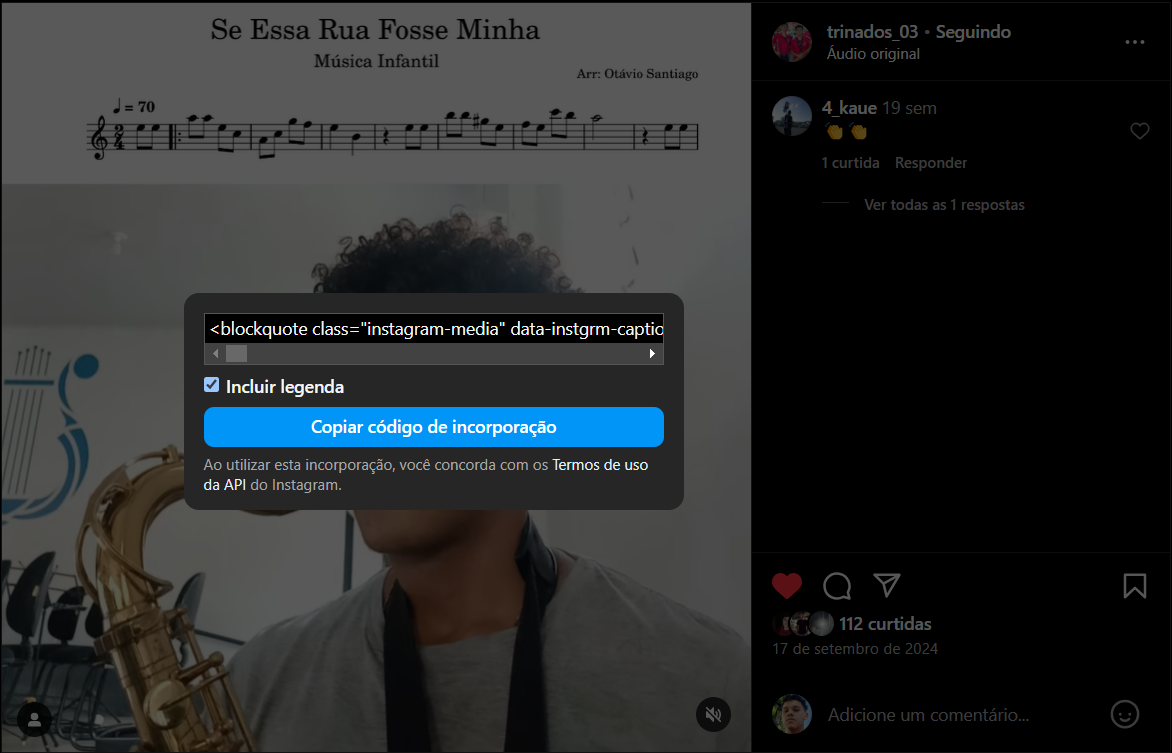 Se Essa Rua Fosse Minha
Música Infantil
Arr: Otávio Santiago
♩ = 70
2
4
<blockquote class="instagram-media" data-instgrm-captio
Incluir legenda
Copiar código de incorporação
Ao utilizar esta incorporação, você concorda com os Termos de uso
da API do Instagram.
trinados_03 • Seguindo
Áudio original
4_kaue 19 sem
👏👏
1 curtida Responder
Ver todas as 1 respostas
112 curtidas
17 de setembro de 2024
Adicione um comentário...